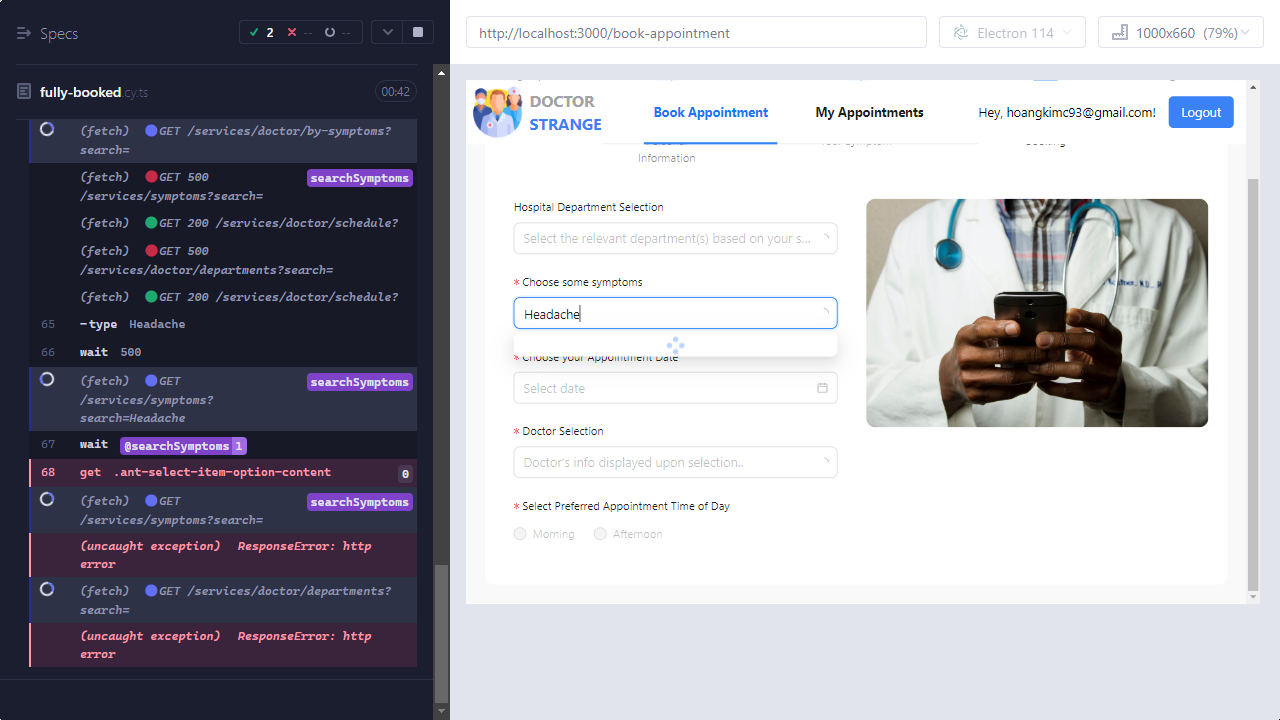 Specs
2
--
--
http://localhost:3000/book-appointment
Electron 114
1000x660 (79%)
fully-booked.cy.ts
00:42
(fetch) GET /services/doctor/by-symptoms?
search=
(fetch) GET 500
searchSymptoms
/services/symptoms?search=
(fetch) GET 200 /services/doctor/schedule?
(fetch) GET 500
/services/doctor/departments?search=
(fetch) GET 200 /services/doctor/schedule?
65 -type Headache
66 wait 500
(fetch) GET
searchSymptoms
/services/symptoms?
search=Headache
67 wait @searchSymptoms 1
68 get .ant-select-item-option-content 0
(fetch) GET
searchSymptoms
/services/symptoms?search=
(uncaught exception) ResponseError: http
error
(fetch) GET /services/doctor/departments?
search=
(uncaught exception) ResponseError: http
error
DOCTOR
STRANGE
Book Appointment
My Appointments
Hey, hoangkimc93@gmail.com!
Logout
Information
Hospital Department Selection
Select the relevant department(s) based on your s...
* Choose some symptoms
Headache
* Choose your Appointment Date
Select date
* Doctor Selection
Doctor's info displayed upon selection..
* Select Preferred Appointment Time of Day
Morning
Afternoon